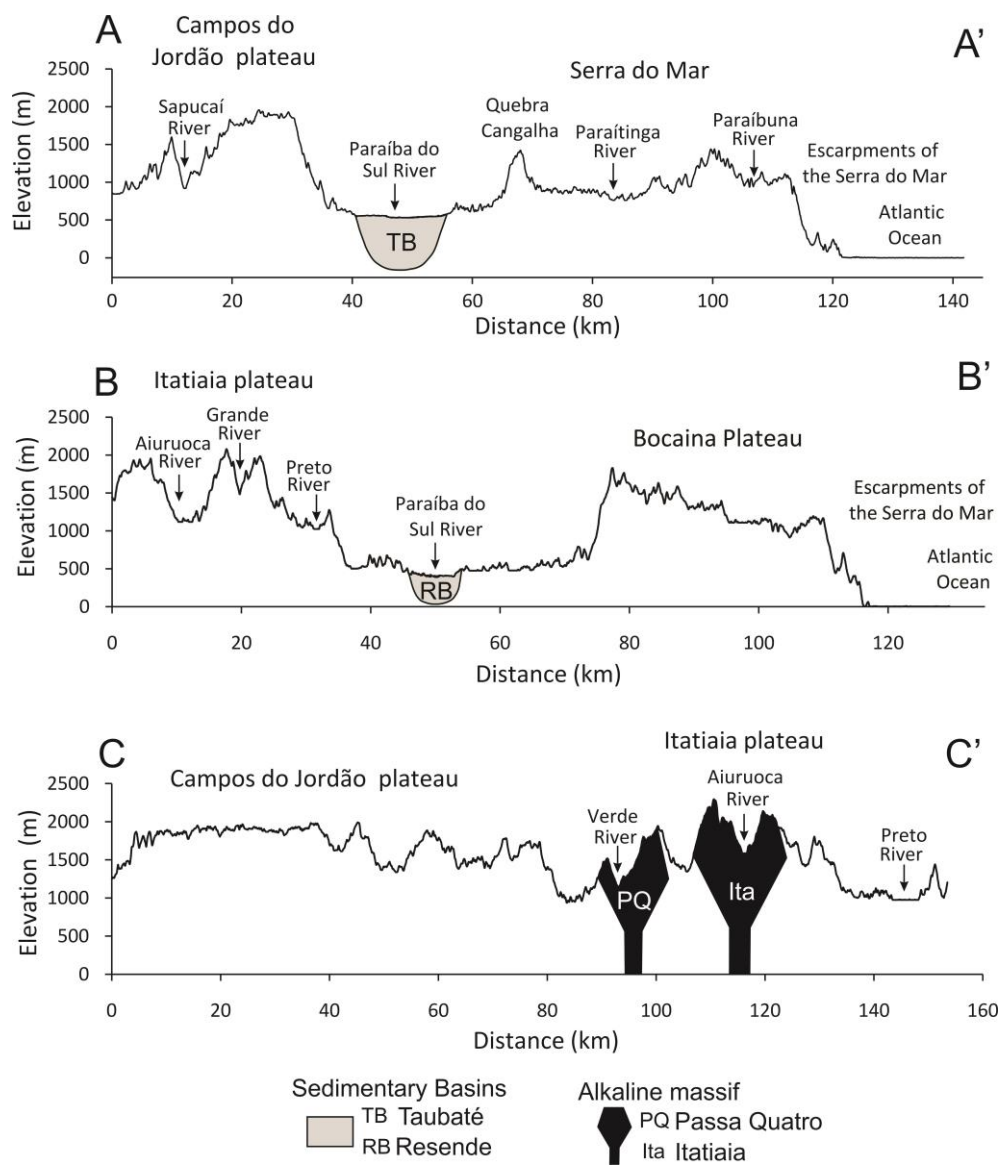 A
Campos do
Jordão plateau
A’
Serra do Mar
Elevation (m)
2500
2000
1500
1000
500
0
Sapucaí
River
Paraíba do
Sul River
Quebra
Cangalha
Paraítinga
River
Paraíbuna
River
Escarpments of
the Serra do Mar
Atlantic
Ocean
TB
0
20
40
60
80
100
120
140
Distance (km)
B
Itatiaia plateau
B’
Bocaina Plateau
Elevation (m)
2500
2000
1500
1000
500
0
Aiuruoca
River
Grande
River
Preto
River
Paraíba do
Sul River
Escarpments of
the Serra do Mar
Atlantic
Ocean
RB
0
20
40
60
80
100
120
Distance (km)
C
Campos do Jordão plateau
Itatiaia plateau
C’
Elevation (m)
2500
2000
1500
1000
500
0
Verde
River
Aiuruoca
River
Preto
River
PQ
Ita
0
20
40
60
80
100
120
140
160
Distance (km)
Sedimentary Basins
TB Taubaté
RB Resende
Alkaline massif
PQ Passa Quatro
Ita Itatiaia